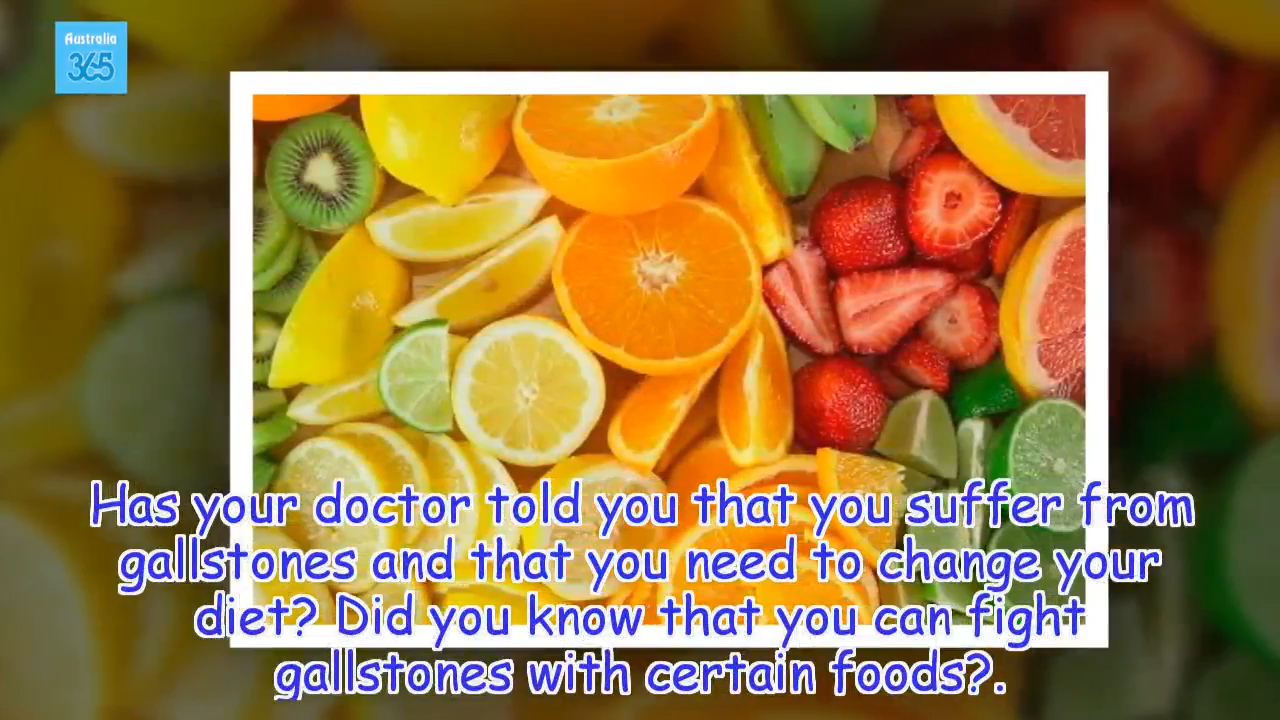 Australia
365
Has your doctor told you that you suffer from
gallstones and that you need to change your
diet? Did you know that you can fight
gallstones with certain foods?.